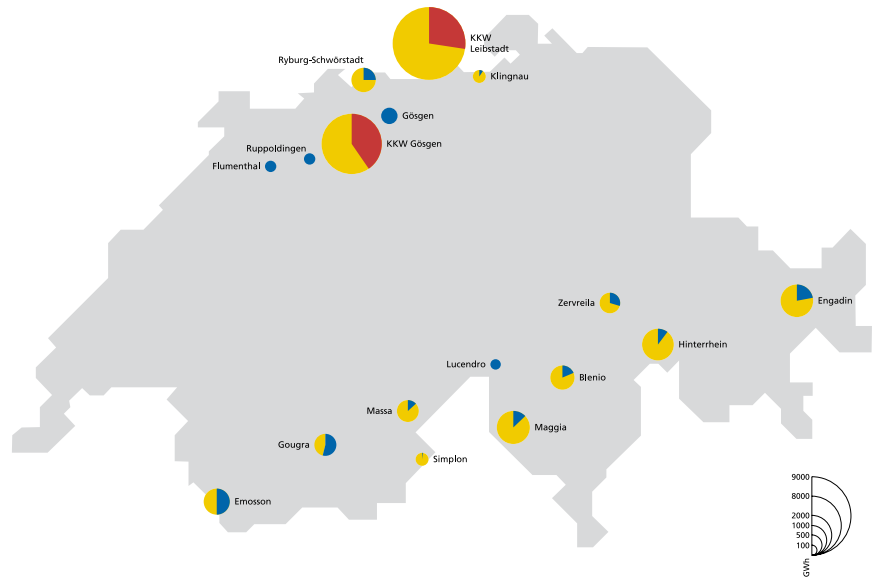 KKW
Leibstadt
Ryburg-Schwörstadt
Klingnau
Gösgen
KKW Gösgen
Ruppoldingen
Flumenthal
Zervreila
Engadin
Hinterrhein
Lucendro
Blenio
Massa
Maggia
Gougra
Simplon
Emosson
9000
8000
2000
1000
500
100
GWh